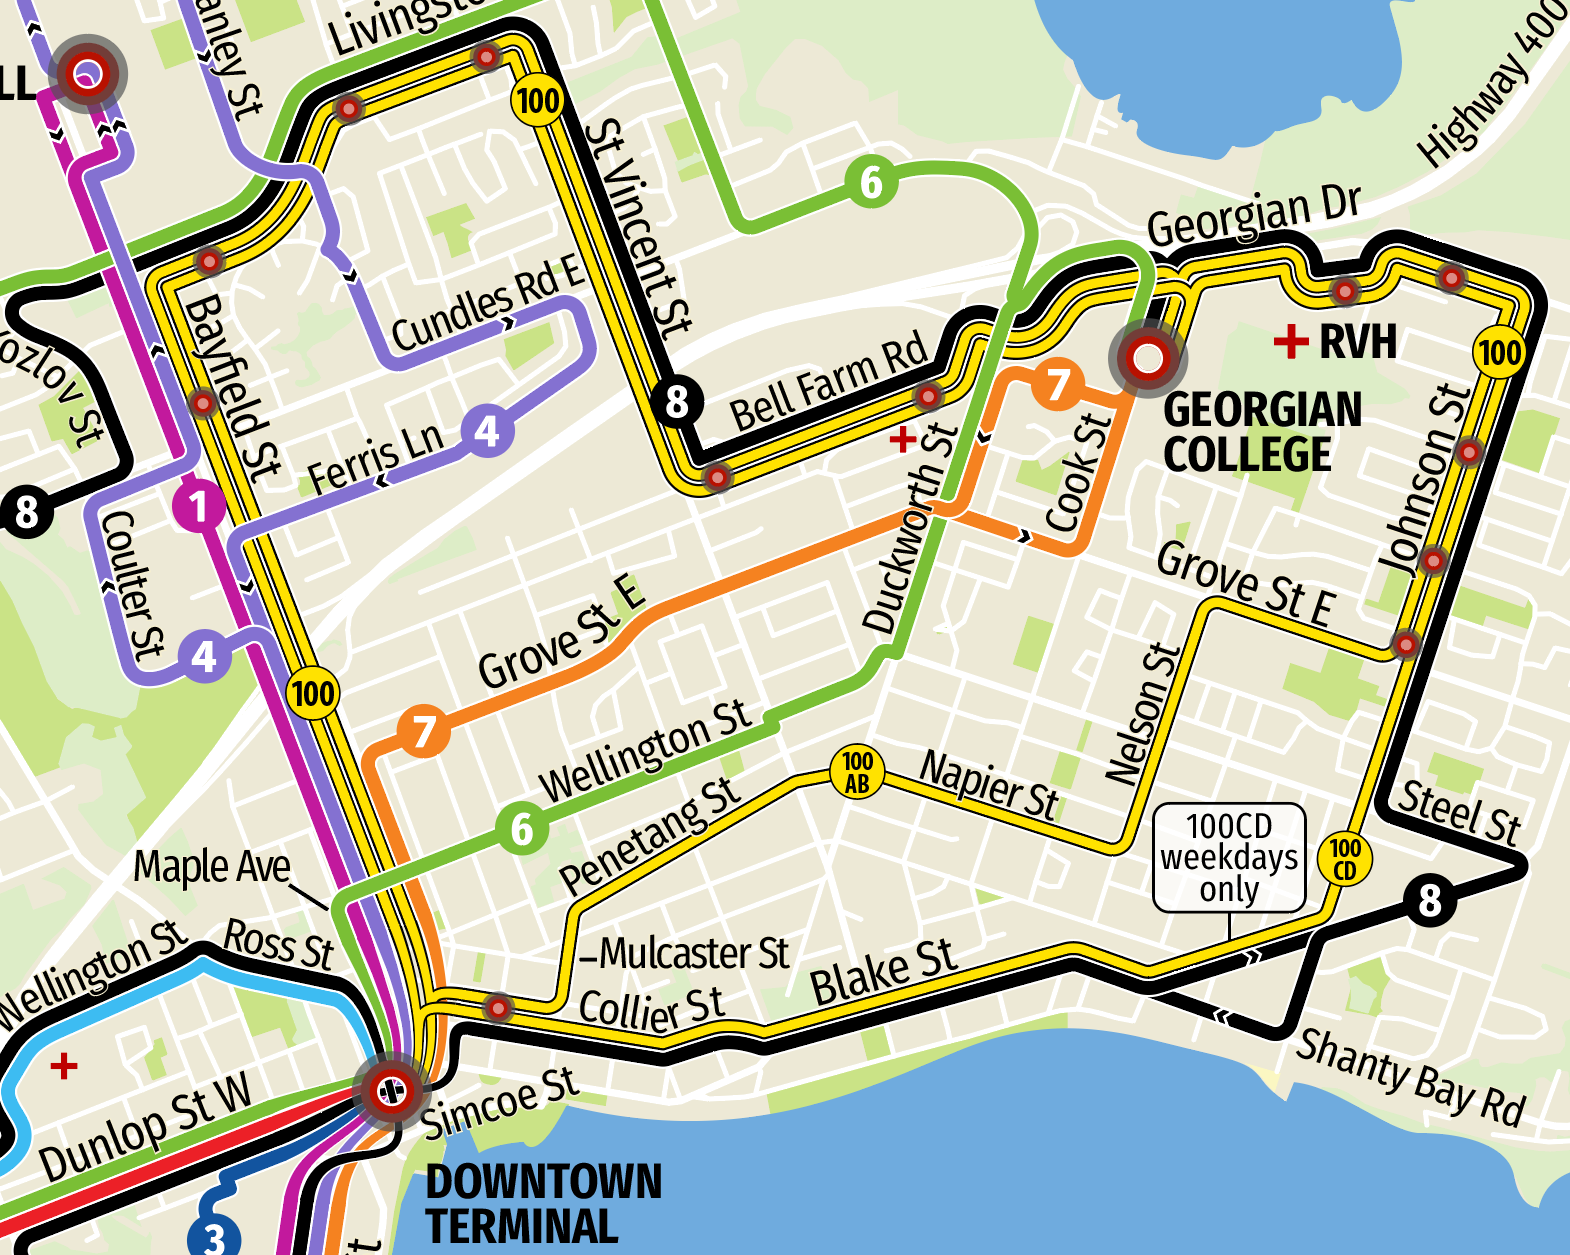 Livingsto
anley St
LL
100
St Vincent St
6
Highway 400
Georgian Dr
Cundles Rd E
Bayfield St
ozlov St
8
Bell Farm Rd
7
RVH
100
GEORGIAN
COLLEGE
Johnson St
Cook St
Duckworth St
4
Ferris Ln
1
8
Coulter St
4
100
Grove St E
Grove St E
Nelson St
7
Wellington St
6
100
AB
Napier St
Penetang St
100CD
weekdays
only
100
CD
Steel St
8
Maple Ave
Ross St
Wellington St
Mulcaster St
Collier St
Blake St
Shanty Bay Rd
Simcoe St
Dunlop St W
DOWNTOWN
TERMINAL
3